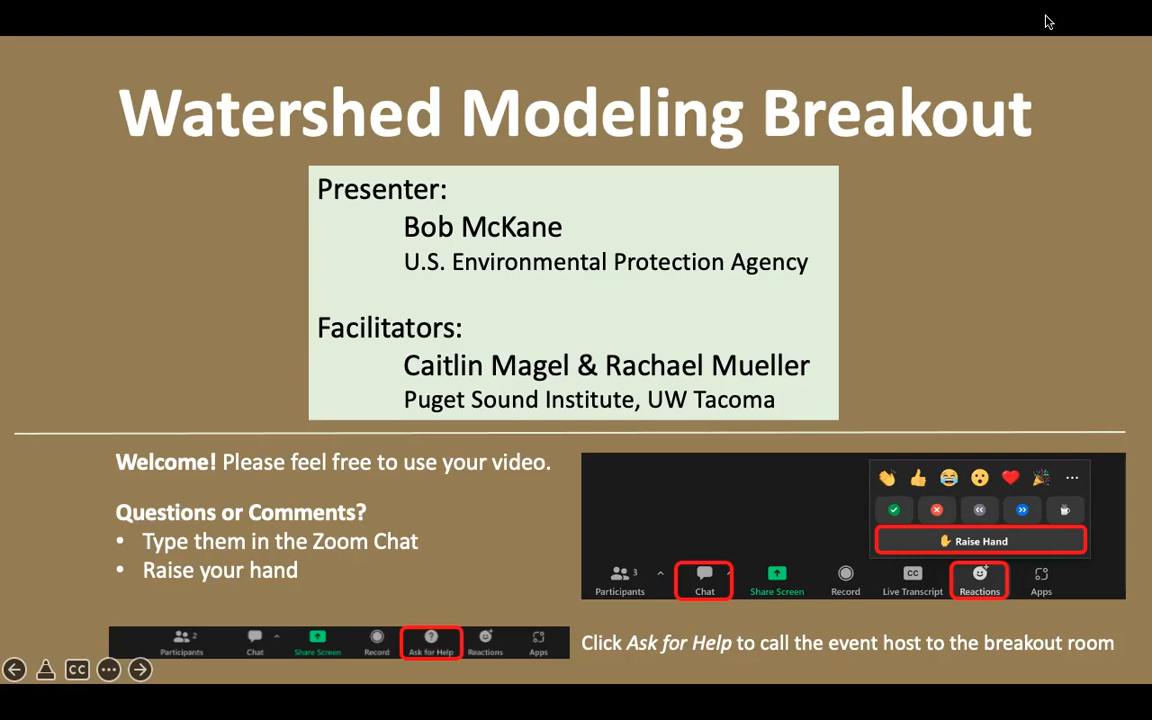 Watershed Modeling Breakout
Presenter:
Bob McKane
U.S. Environmental Protection Agency
Facilitators:
Caitlin Magel & Rachael Mueller
Puget Sound Institute, UW Tacoma
Welcome! Please feel free to use your video.
Questions or Comments?
• Type them in the Zoom Chat
• Raise your hand
Raise Hand
3
CC
Participants Chat Share Screen Record Live Transcript Reactions Apps
2
Participants Chat Share Screen Record Ask for Help Reactions Apps
Click Ask for Help to call the event host to the breakout room
CC